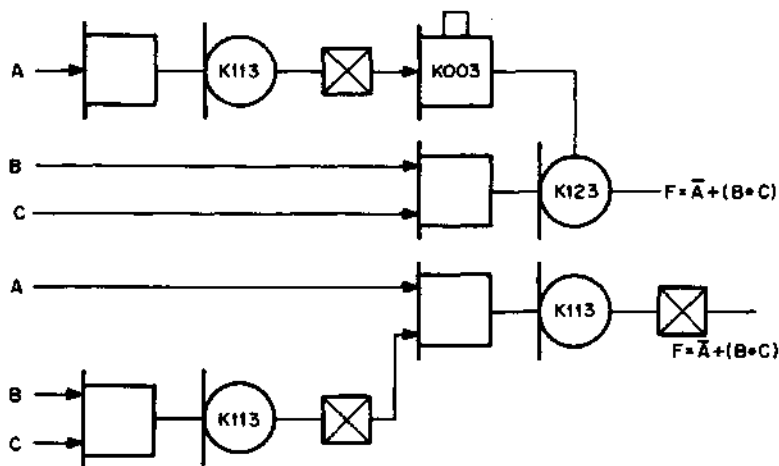 A
K113
K003
B
C
K123
F=A̅+(B•C)
A
K113
F=A̅+(B•C)
B
C
K113